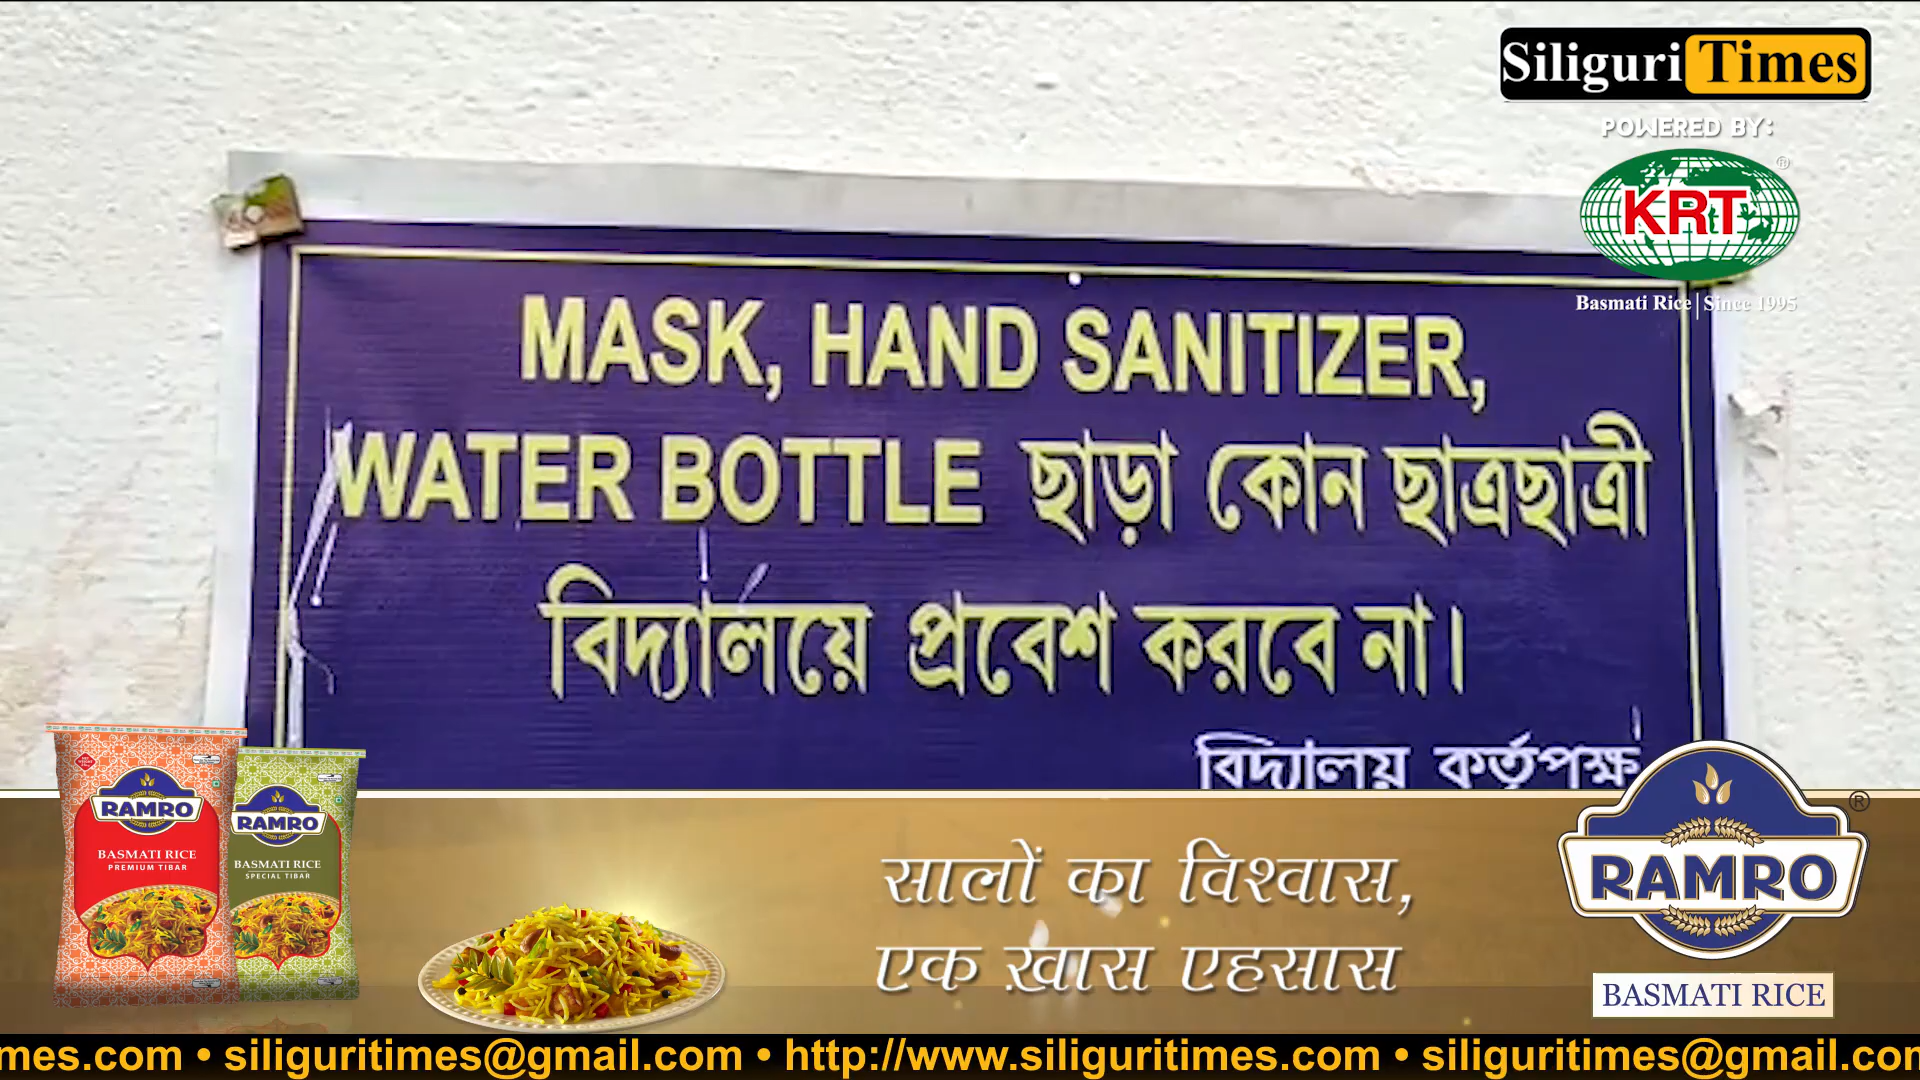 Siliguri Times
POWERED BY:
KRT
Basmati Rice | Since 1995
MASK, HAND SANITIZER,
WATER BOTTLE ছাড়া কোন ছাত্রছাত্রী
বিদ্যালয়ে প্রবেশ করবে না।
বিদ্যালয় কর্তৃপক্ষ
RAMRO
BASMATI RICE
PREMIUM TIBAR
RAMRO
BASMATI RICE
SPECIAL TIBAR
सालों का विश्वास,
एक ख़ास एहसास
RAMRO
BASMATI RICE
mes.com • siliguritimes@gmail.com • http://www.siliguritimes.com • siliguritimes@gmail.com